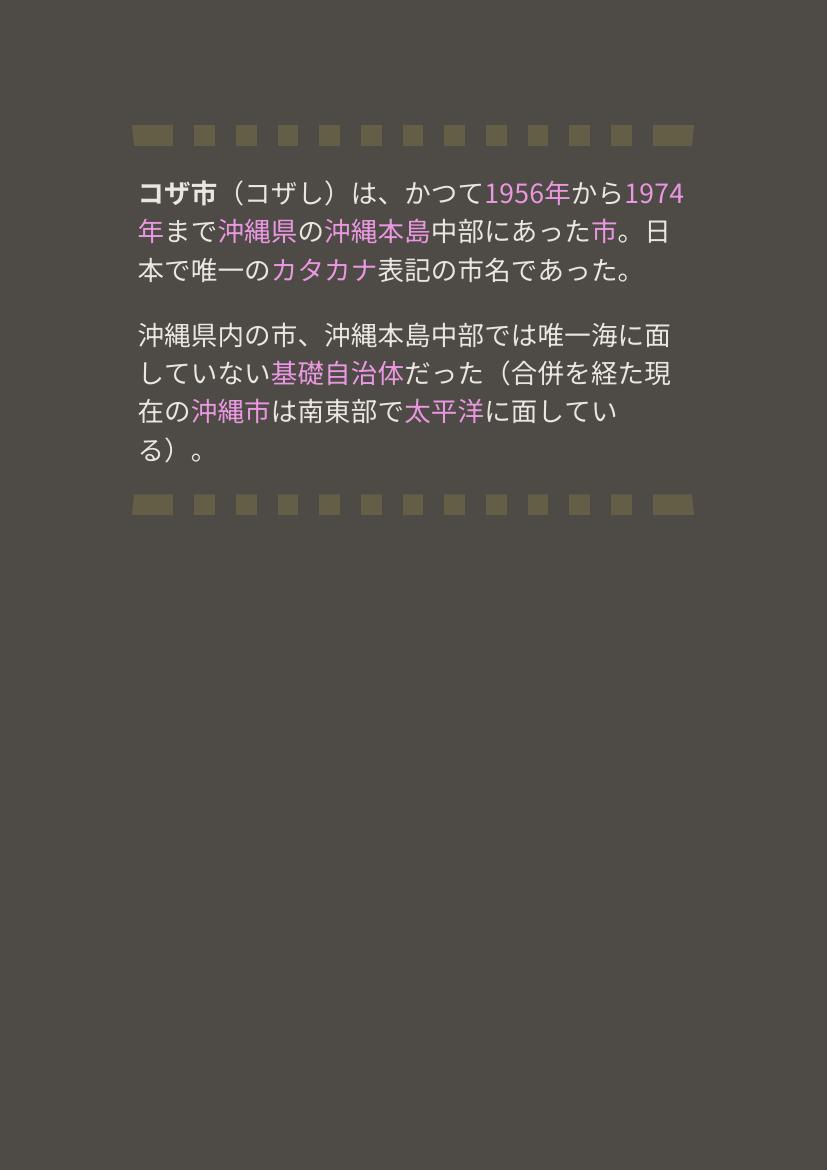 コザ市（コザし）は、かつて1956年から1974
年まで沖縄県の沖縄本島中部にあった市。日
本で唯一のカタカナ表記の市名であった。
沖縄県内の市、沖縄本島中部では唯一海に面
していない基礎自治体だった（合併を経た現
在の沖縄市は南東部で太平洋に面してい
る）。